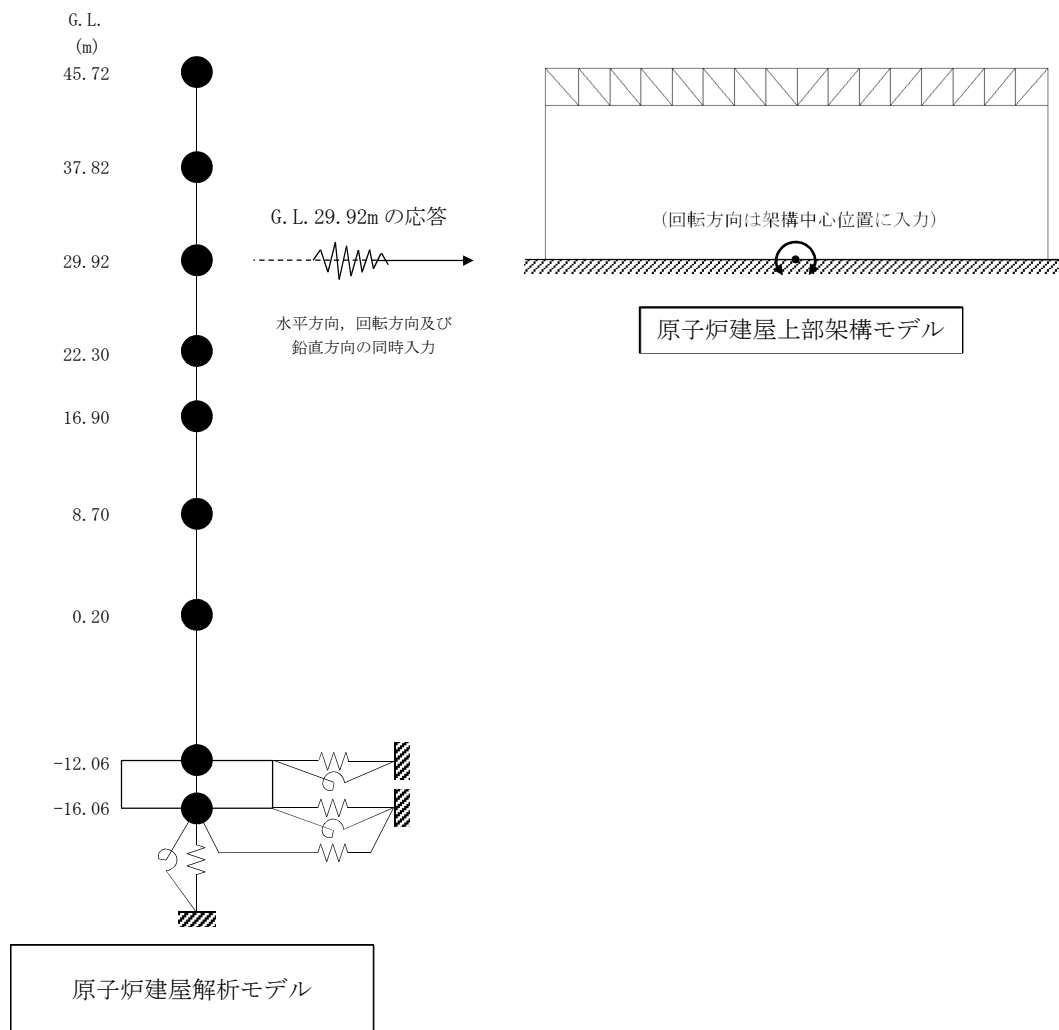 G.L.
(m)
45.72
37.82
29.92
22.30
16.90
8.70
0.20
-12.06
-16.06
G.L.29.92m の応答
水平方向，回転方向及び
鉛直方向の同時入力
(回転方向は架構中心位置に入力)
原子炉建屋上部架構モデル
原子炉建屋解析モデル